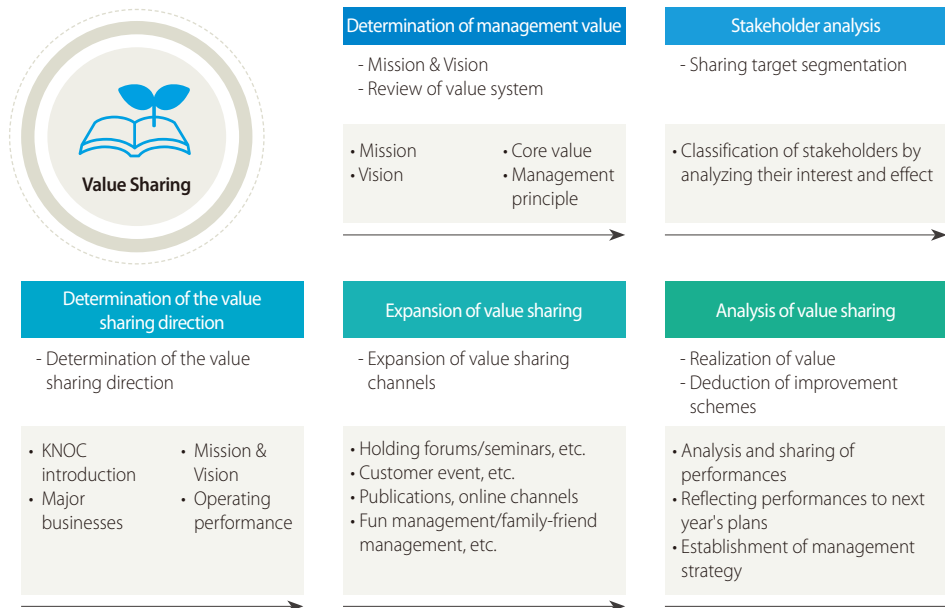 Value Sharing
Determination of management value
- Mission & Vision
- Review of value system
• Mission
• Vision
• Core value
• Management
principle
Stakeholder analysis
- Sharing target segmentation
• Classification of stakeholders by
analyzing their interest and effect
Determination of the value
sharing direction
- Determination of the value
sharing direction
• KNOC
introduction
• Major
businesses
• Mission &
Vision
• Operating
performance
Expansion of value sharing
- Expansion of value sharing
channels
• Holding forums/seminars, etc.
• Customer event, etc.
• Publications, online channels
• Fun management/family-friend
management, etc.
Analysis of value sharing
- Realization of value
- Deduction of improvement
schemes
• Analysis and sharing of
performances
• Reflecting performances to next
year's plans
• Establishment of management
strategy